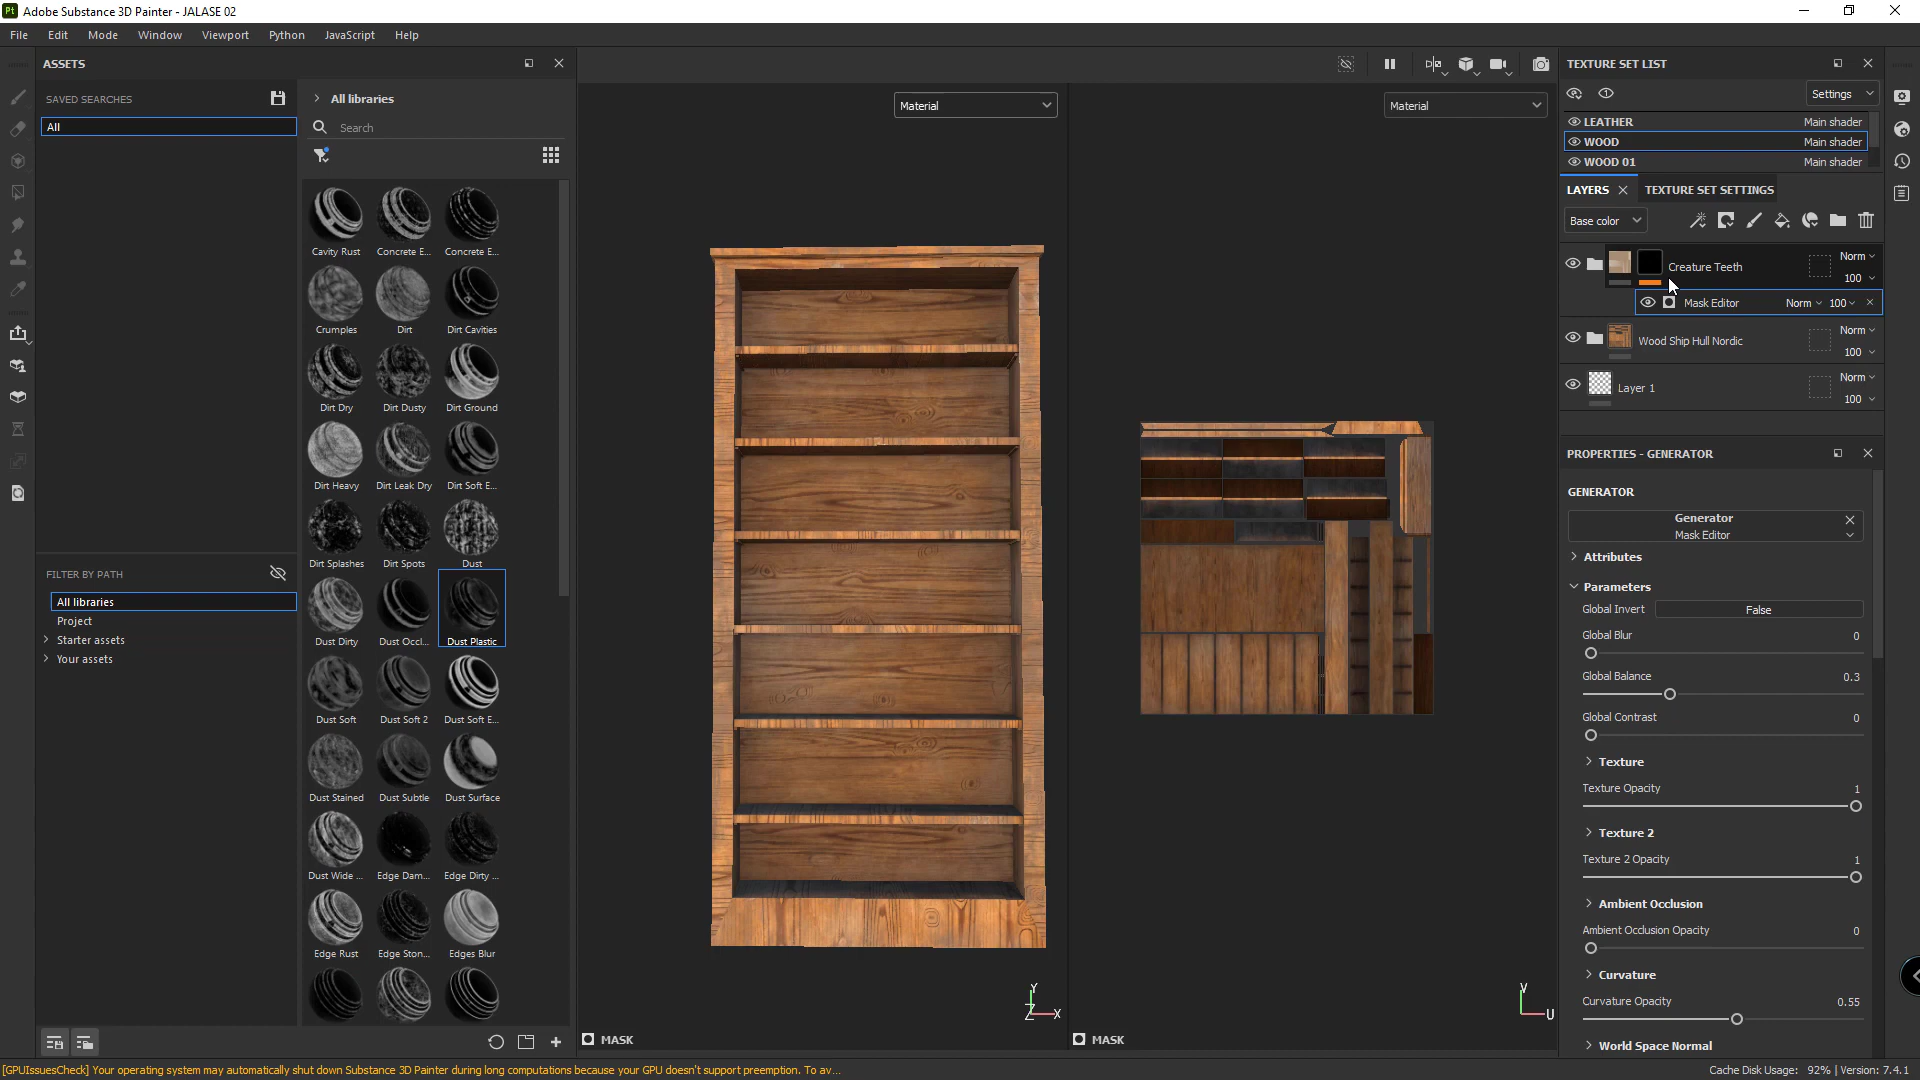 Pt Adobe Substance 3D Painter - JALASE 02
File Edit Mode Window Viewport Python JavaScript Help
ASSETS
SAVED SEARCHES
All
All libraries
Search
Cavity Rust Concrete E... Concrete E...
Crumples Dirt Dirt Cavities
Dirt Dry Dirt Dusty Dirt Ground
Dirt Heavy Dirt Leak Dry Dirt Soft E...
Dirt Splashes Dirt Spots Dust
Dust Dirty Dust Occl... Dust Plastic
Dust Soft Dust Soft 2 Dust Soft E...
Dust Stained Dust Subtle Dust Surface
Dust Wide ... Edge Dam... Edge Dirty ...
Edge Rust Edge Ston... Edges Blur
FILTER BY PATH
All libraries
Project
Starter assets
Your assets
Material
Material
Y
Z X
V
U
MASK
MASK
TEXTURE SET LIST
Settings
LEATHER Main shader
WOOD Main shader
WOOD 01 Main shader
LAYERS TEXTURE SET SETTINGS
Base color
Creature Teeth Norm
100
Mask Editor Norm 100
Wood Ship Hull Nordic Norm
100
Layer 1 Norm
100
PROPERTIES - GENERATOR
GENERATOR
Generator
Mask Editor
Attributes
Parameters
Global Invert False
Global Blur 0
Global Balance 0.3
Global Contrast 0
Texture
Texture Opacity 1
Texture 2
Texture 2 Opacity 1
Ambient Occlusion
Ambient Occlusion Opacity 0
Curvature
Curvature Opacity 0.55
World Space Normal
[GPUIssuesCheck] Your operating system may automatically shut down Substance 3D Painter during long computations because your GPU doesn't support preemption. To av...
Cache Disk Usage: 92% | Version: 7.4.1